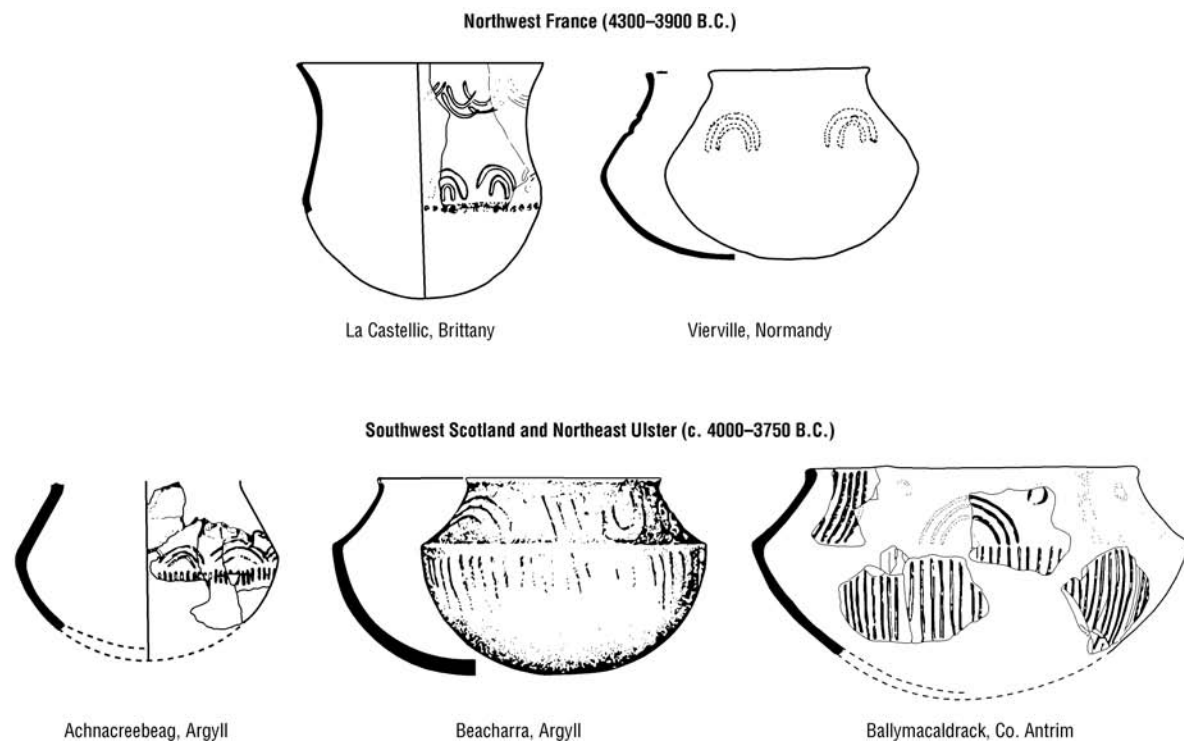 Northwest France (4300–3900 B.C.)
La Castellic, Brittany
Vierville, Normandy
Southwest Scotland and Northeast Ulster (c. 4000–3750 B.C.)
Achnacreebeag, Argyll
Beacharra, Argyll
Ballymacaldrack, Co. Antrim